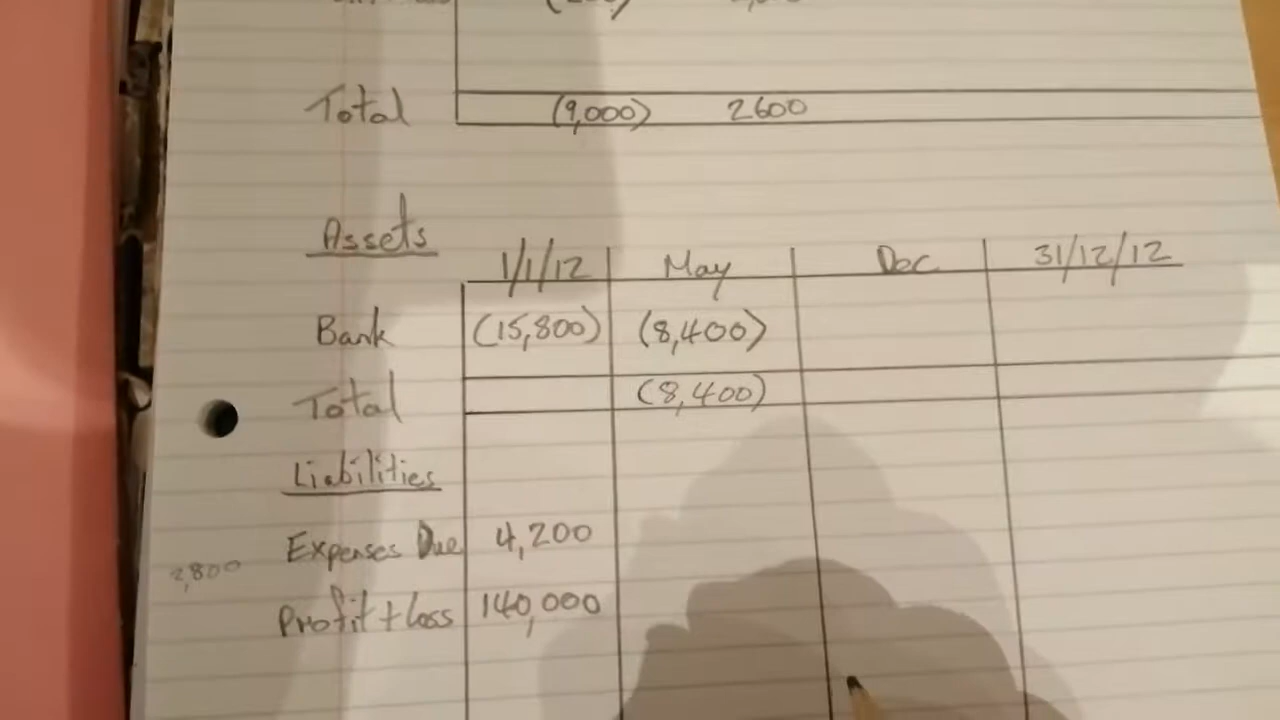 Total (9,000) 2600
Assets
1/1/12 May Dec 31/12/12
Bank (15,800) (8,400)
Total (8,400)
Liabilities
Expenses Due 4,200
2,800
Profit + loss 140,000